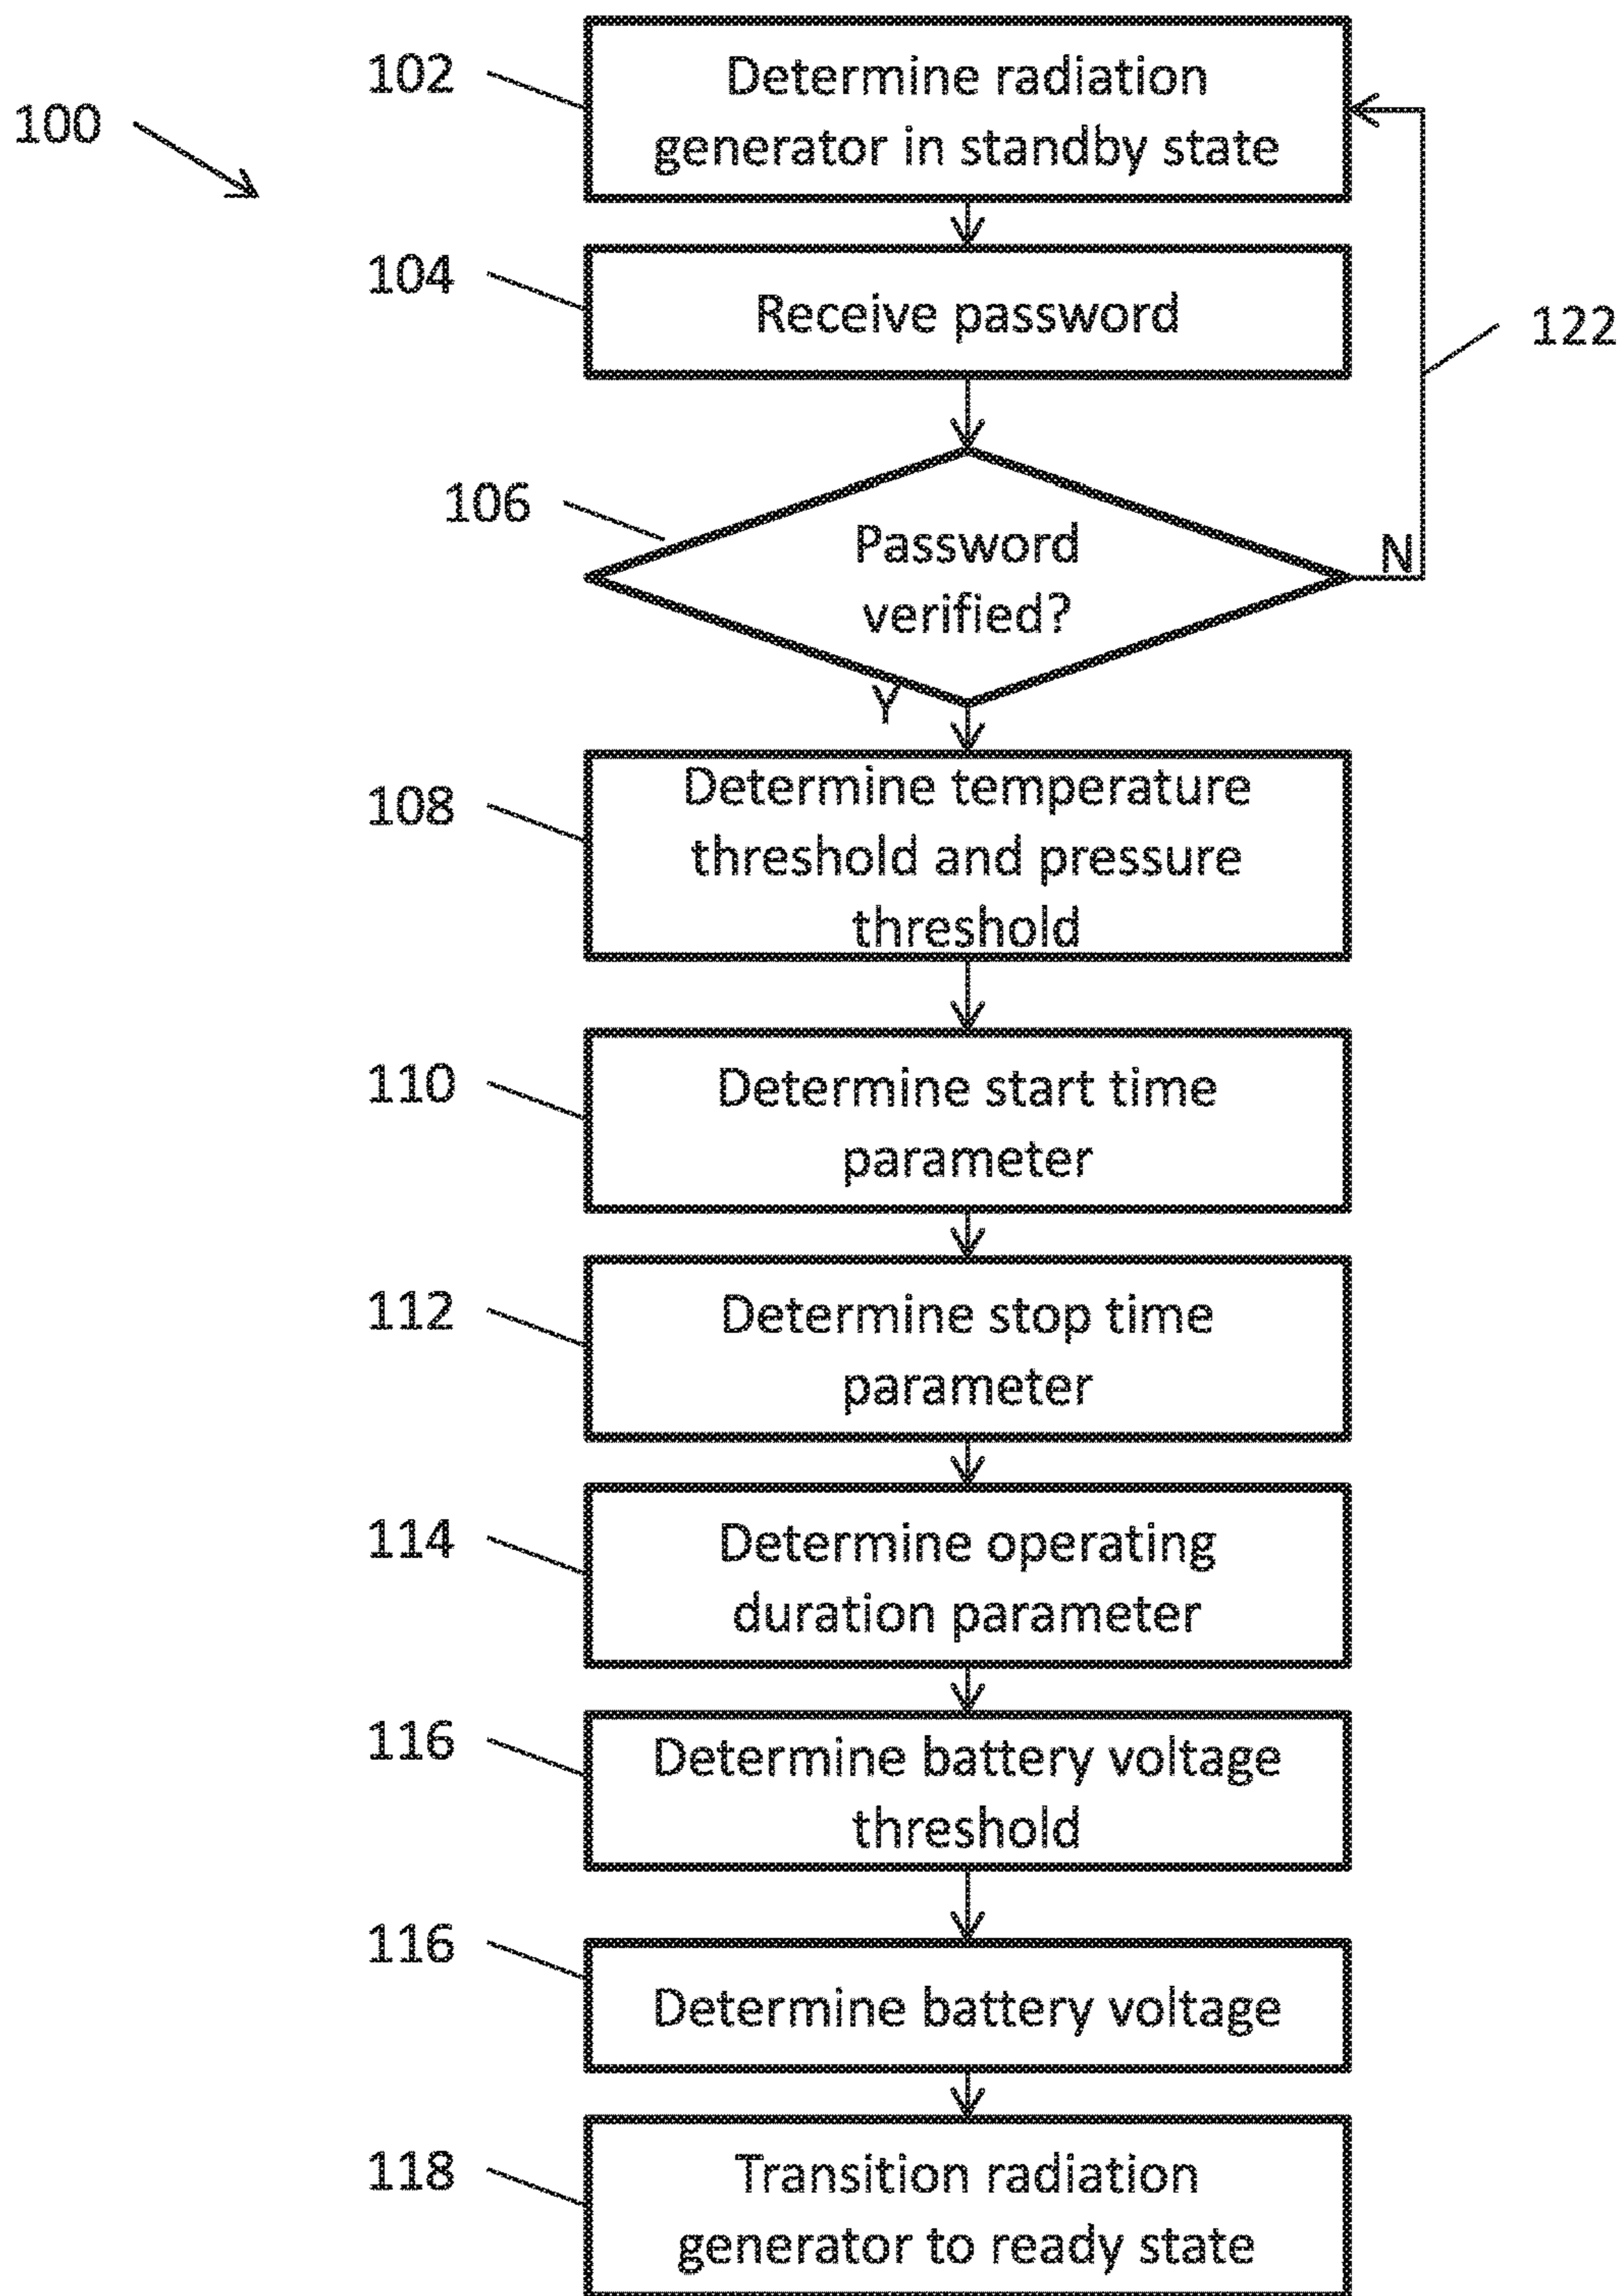 100
102
Determine radiation
generator in standby state
104
Receive password
122
106
Password
verified?
N
Y
108
Determine temperature
threshold and pressure
threshold
110
Determine start time
parameter
112
Determine stop time
parameter
114
Determine operating
duration parameter
116
Determine battery voltage
threshold
116
Determine battery voltage
118
Transition radiation
generator to ready state